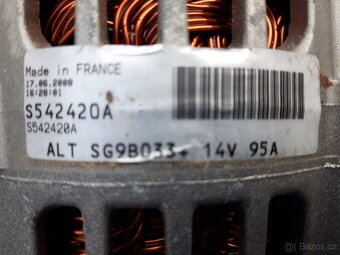 Made in FRANCE
17.06.2008
16:28:01
S542420A
S542420A
ALT SG9B033+ 14V 95A
© Bazos.cz